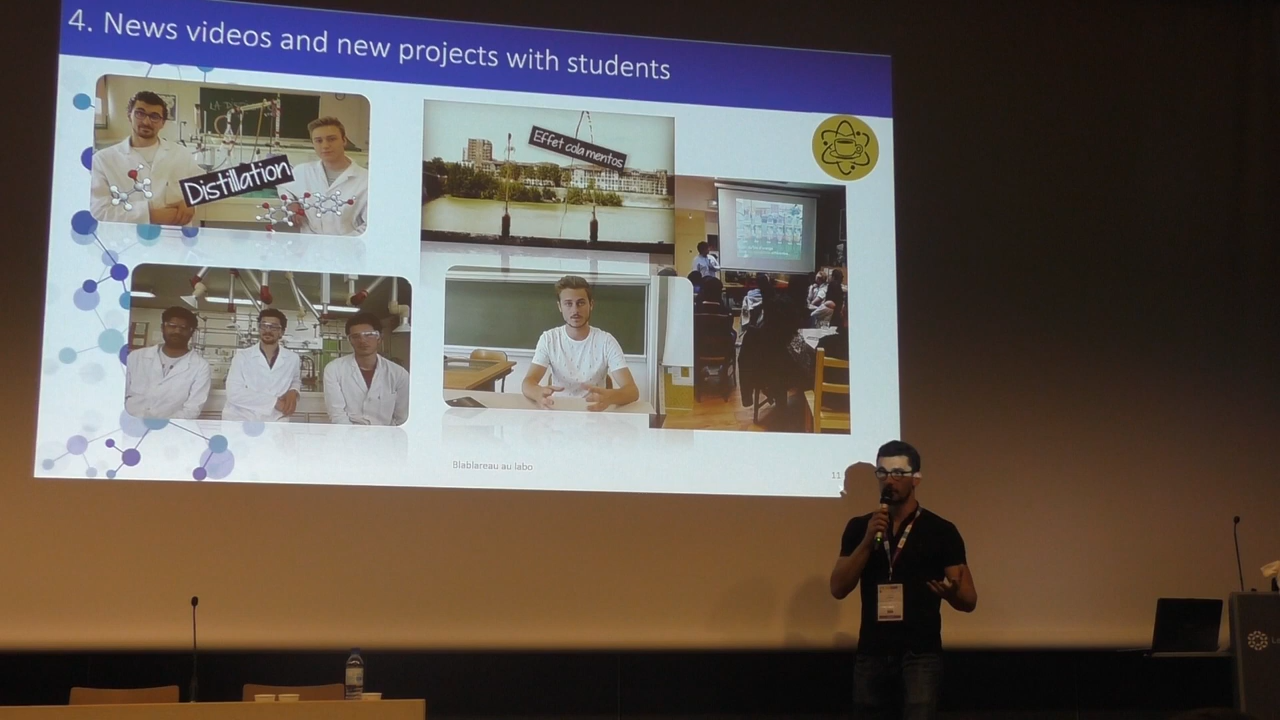 4. News videos and new projects with students
Distillation
Effet cola mentos
Blablareau au labo
11